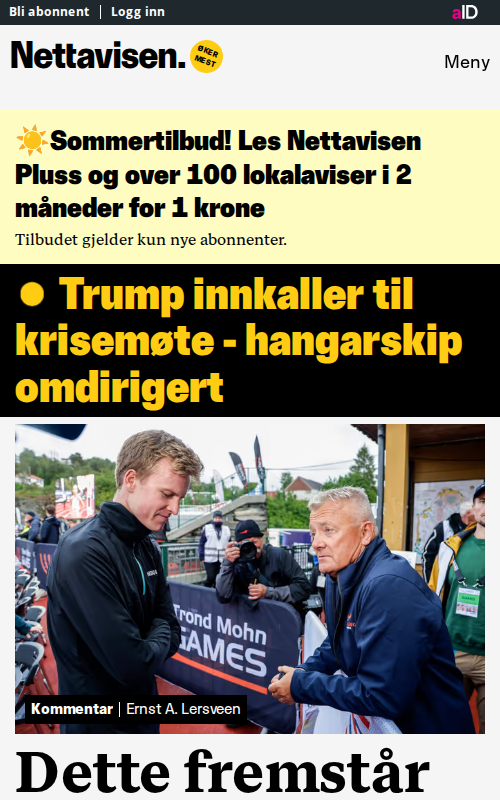 Bli abonnent | Logg inn
aID
Nettavisen.
ØKER
MEST
Meny
☀️Sommertilbud! Les Nettavisen
Pluss og over 100 lokalaviser i 2
måneder for 1 krone
Tilbudet gjelder kun nye abonnenter.
Trump innkaller til
krisemøte - hangarskip
omdirigert
Trond Mohn
GAMES
Kommentar | Ernst A. Lersveen
Dette fremstår